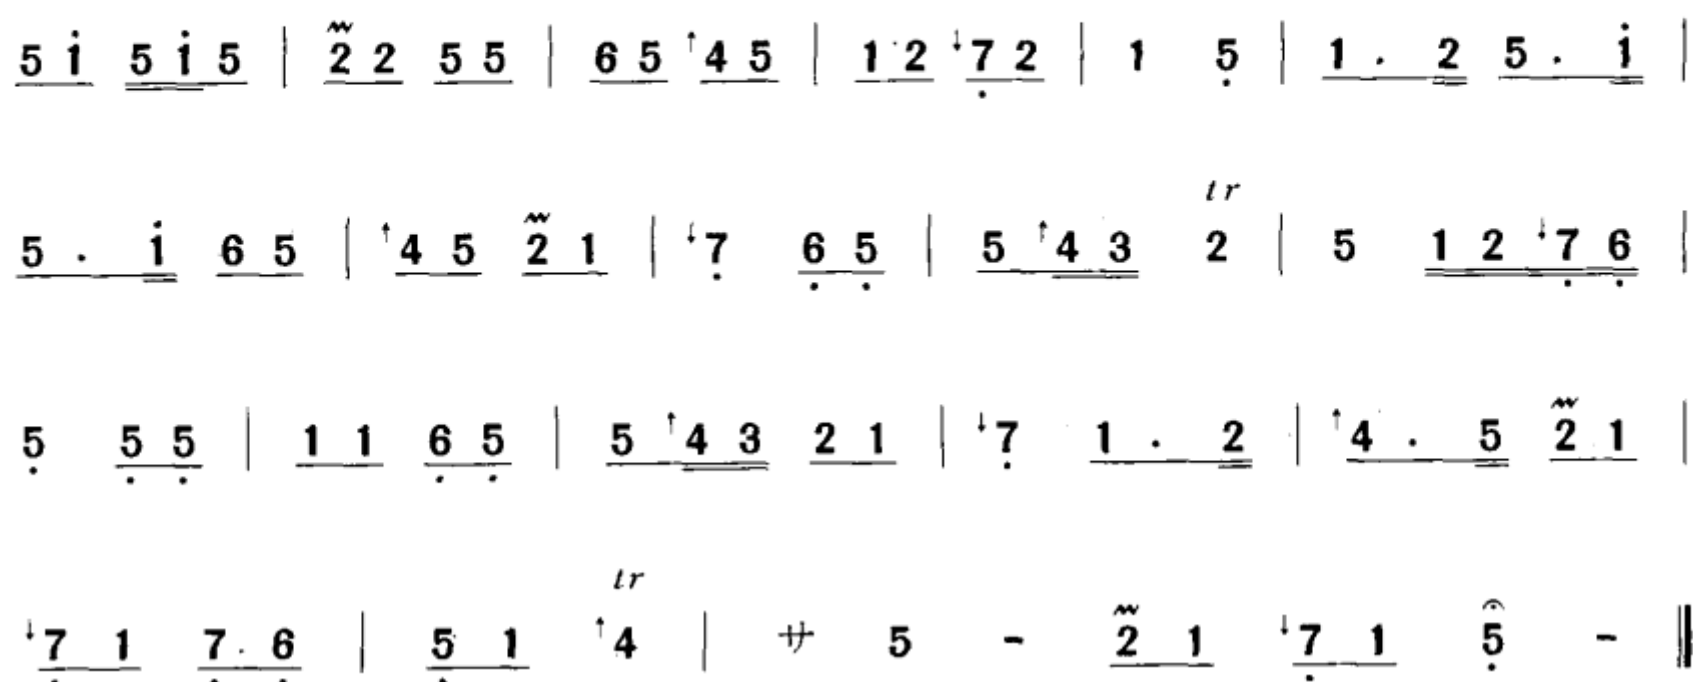 5 i 5 i 5 | 2 2 5 5 | 6 5 ↑4 5 | 1 2 ↓7 2 | 1 5 | 1 . 2 5 . i |
tr
5 . i 6 5 | ↑4 5 2 1 | ↓7 6 5 | 5 ↑4 3 2 | 5 1 2 ↓7 6 |
5 5 5 | 1 1 6 5 | 5 ↑4 3 2 1 | ↓7 1 . 2 | ↑4 . 5 2 1 |
tr
↓7 1 7 6 | 5 1 ↑4 | サ 5 - 2 1 ↓7 1 5 - ‖